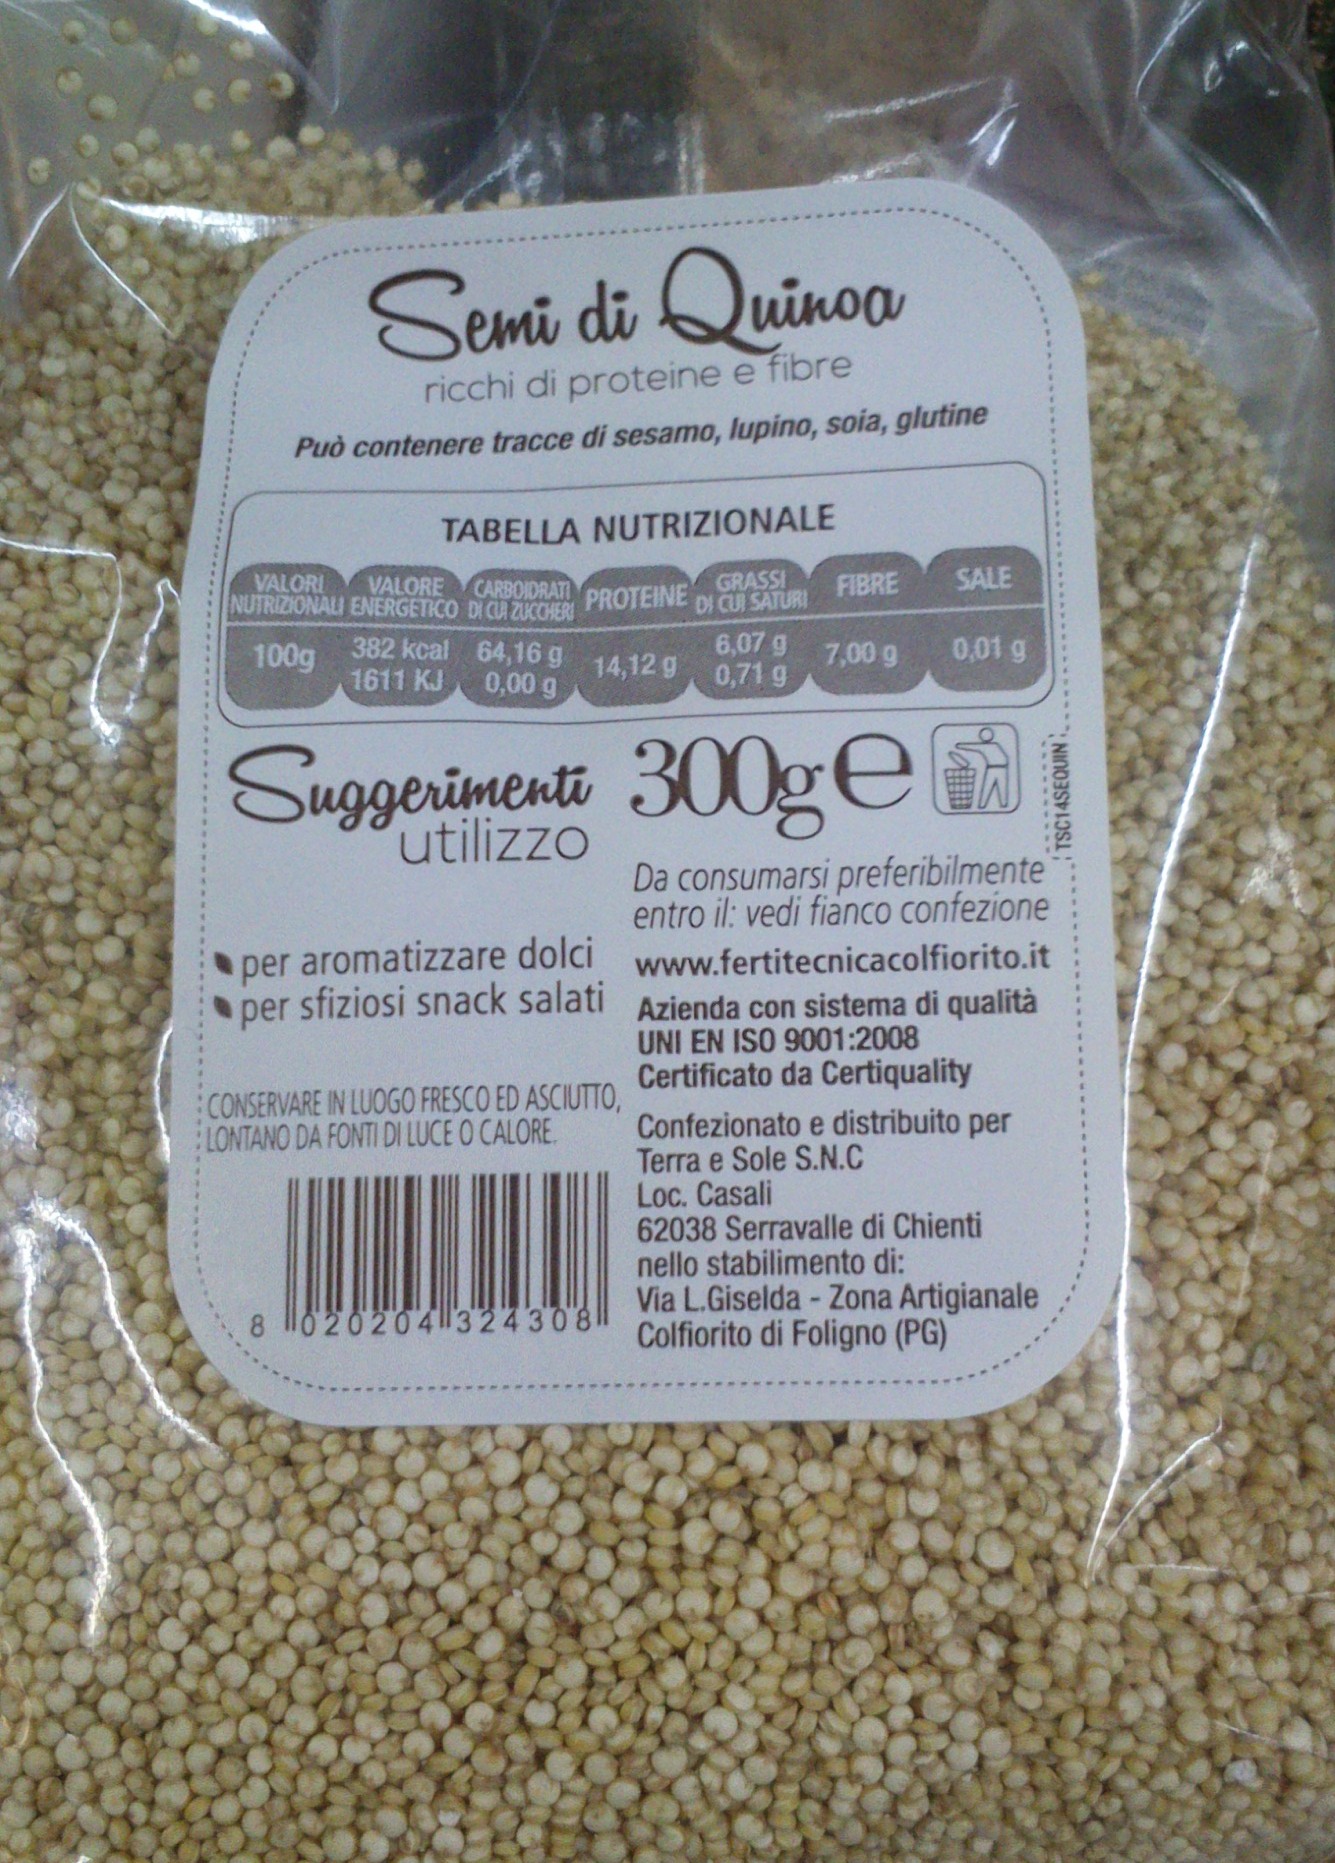 Semi di Quinoa
ricchi di proteine e fibre
Può contenere tracce di sesamo, lupino, soia, glutine
TABELLA NUTRIZIONALE
VALORI NUTRIZIONALI
VALORE ENERGETICO
CARBOIDRATI DI CUI ZUCCHERI
PROTEINE
GRASSI DI CUI SATURI
FIBRE
SALE
100g
382 kcal
1611 KJ
64,16 g
0,00 g
14,12 g
6,07 g
0,71 g
7,00 g
0,01 g
Suggerimenti
utilizzo
per aromatizzare dolci
per sfiziosi snack salati
CONSERVARE IN LUOGO FRESCO ED ASCIUTTO,
LONTANO DA FONTI DI LUCE O CALORE.
8 020204 324308
300g e
TSC14SEQUIN
Da consumarsi preferibilmente
entro il: vedi fianco confezione
www.fertitecnicacolfiorito.it
Azienda con sistema di qualità
UNI EN ISO 9001:2008
Certificato da Certiquality
Confezionato e distribuito per
Terra e Sole S.N.C
Loc. Casali
62038 Serravalle di Chienti
nello stabilimento di:
Via L.Giselda - Zona Artigianale
Colfiorito di Foligno (PG)